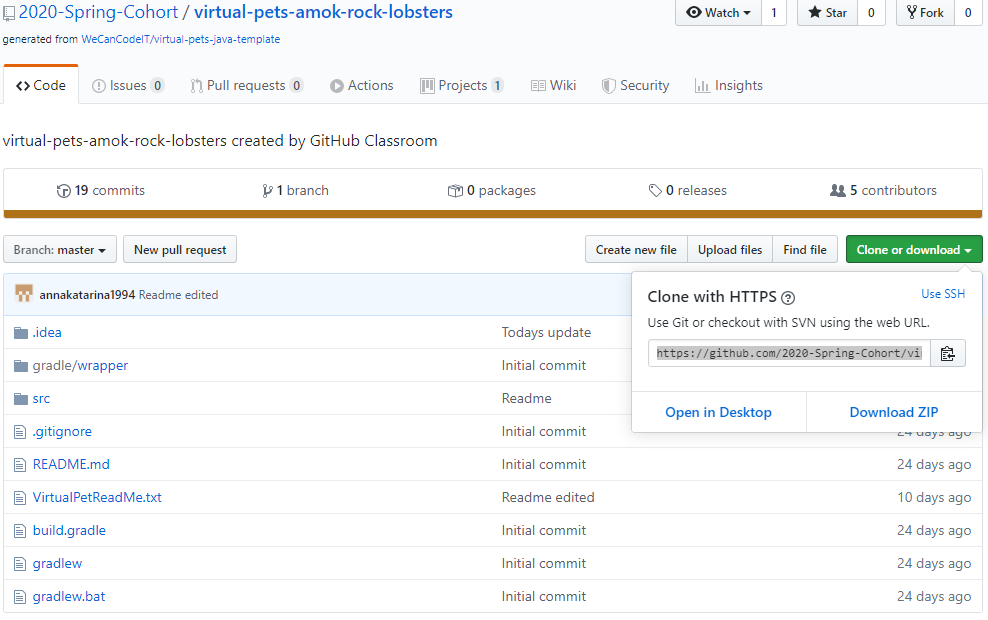 2020-Spring-Cohort / virtual-pets-amok-rock-lobsters
Watch 1 Star 0 Fork 0
generated from WeCanCodeIT/virtual-pets-java-template
Code Issues 0 Pull requests 0 Actions Projects 1 Wiki Security Insights
virtual-pets-amok-rock-lobsters created by GitHub Classroom
19 commits 1 branch 0 packages 0 releases 5 contributors
Branch: master New pull request Create new file Upload files Find file Clone or download
annakatarina1994 Readme edited
Clone with HTTPS ? Use SSH
Use Git or checkout with SVN using the web URL.
https://github.com/2020-Spring-Cohort/vi
Open in Desktop Download ZIP
.idea Todays update
gradle/wrapper Initial commit
src Readme
.gitignore Initial commit 24 days ago
README.md Initial commit 24 days ago
VirtualPetReadMe.txt Readme edited 10 days ago
build.gradle Initial commit 24 days ago
gradlew Initial commit 24 days ago
gradlew.bat Initial commit 24 days ago